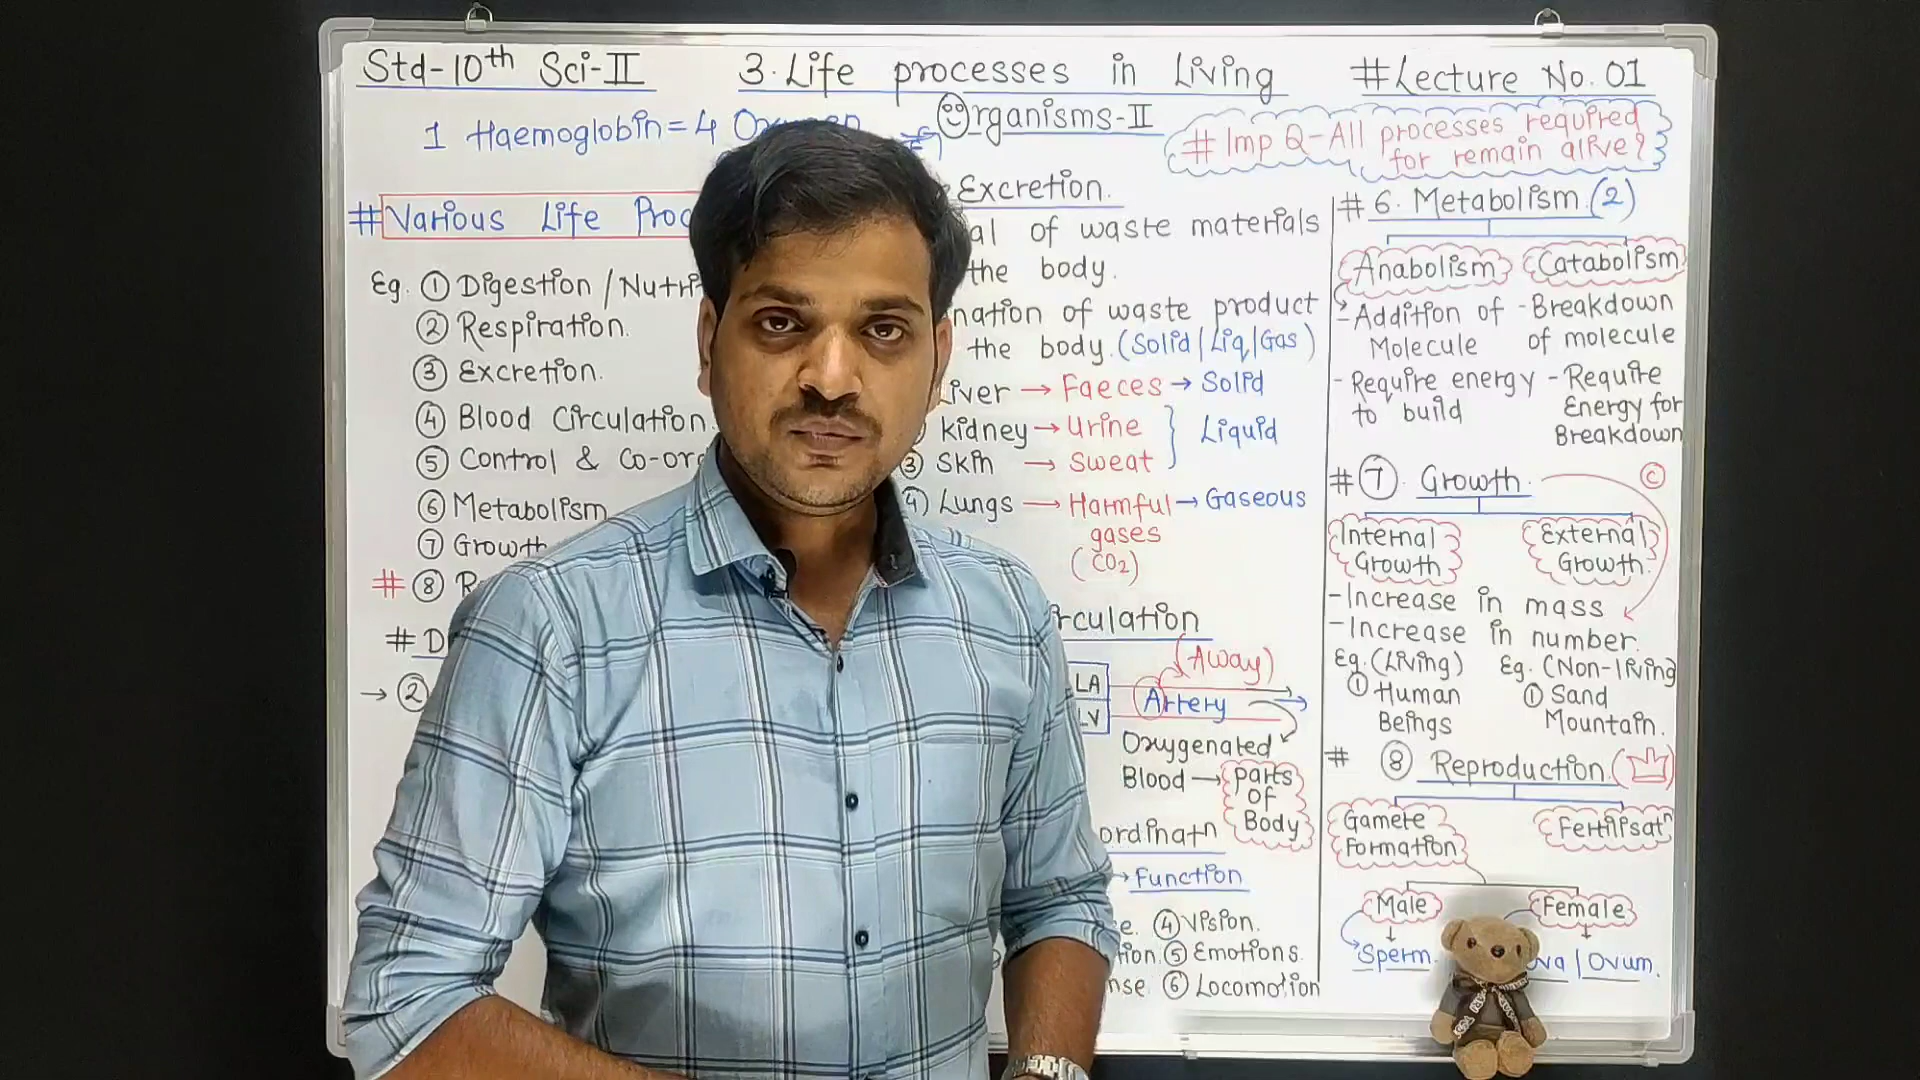 Std-10th Sci-II
3. Life processes in Living
Organisms-II
#Lecture No. 01
1 Haemoglobin = 4
# Imp Q-All processes required
for remain alive?
#Various Life
Eg. ① Digestion /
② Respiration.
③ Excretion.
④ Blood Circulation.
⑤ Control &
⑥ Metabolism
⑦ Growth
# ⑧
#
→ ②
Excretion.
of waste materials
the body.
of waste product
the body. (Solid/Liq/Gas)
Liver → Faeces → Solid
Kidney → Urine
Liquid
③ Skin → Sweat
④ Lungs → Harmful → Gaseous
gases
(CO₂)
(Away)
LA
Artery
LV
Oxygenated
Blood → parts
of
Body
→ Function
④ Vision.
⑤ Emotions.
⑥ Locomotion
# 6. Metabolism (2)
Anabolism Catabolism
- Addition of
Molecule
- Require energy
to build
- Breakdown
of molecule
- Require
Energy for
Breakdown
# ⑦. Growth.
©
Internal
Growth
External
Growth.
- Increase in mass
- Increase in number.
Eg. (Living)
① Human
Beings
Eg. (Non-living)
① Sand
Mountain.
# ⑧ Reproduction.
Gamete
Formation
Fertilisatn
Male Female
Sperm. Ovum.